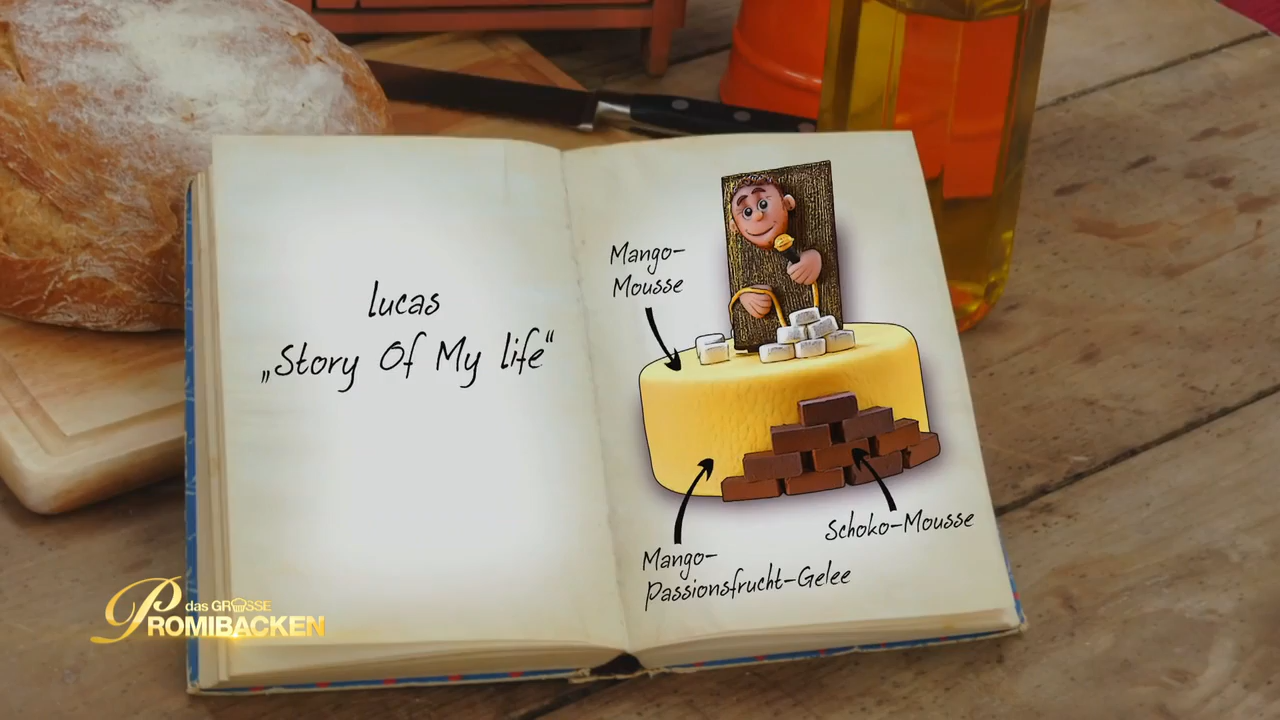 lucas
„Story Of My life“
Mango-
Mousse
Schoko-Mousse
Mango-
Passionsfrucht-Gelee
das GROSSE
PROMIBACKEN